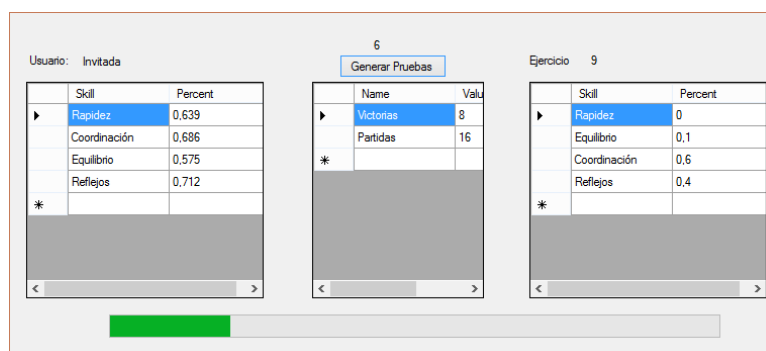 6
Usuario: Invitada Generar Pruebas Ejercicio 9
Skill Percent Name Valu Skill Percent
Rapidez 0,639 Victorias 8 Rapidez 0
Coordinación 0,686 Partidas 16 Equilibrio 0,1
Equilibrio 0,575 Coordinación 0,6
Reflejos 0,712 Reflejos 0,4